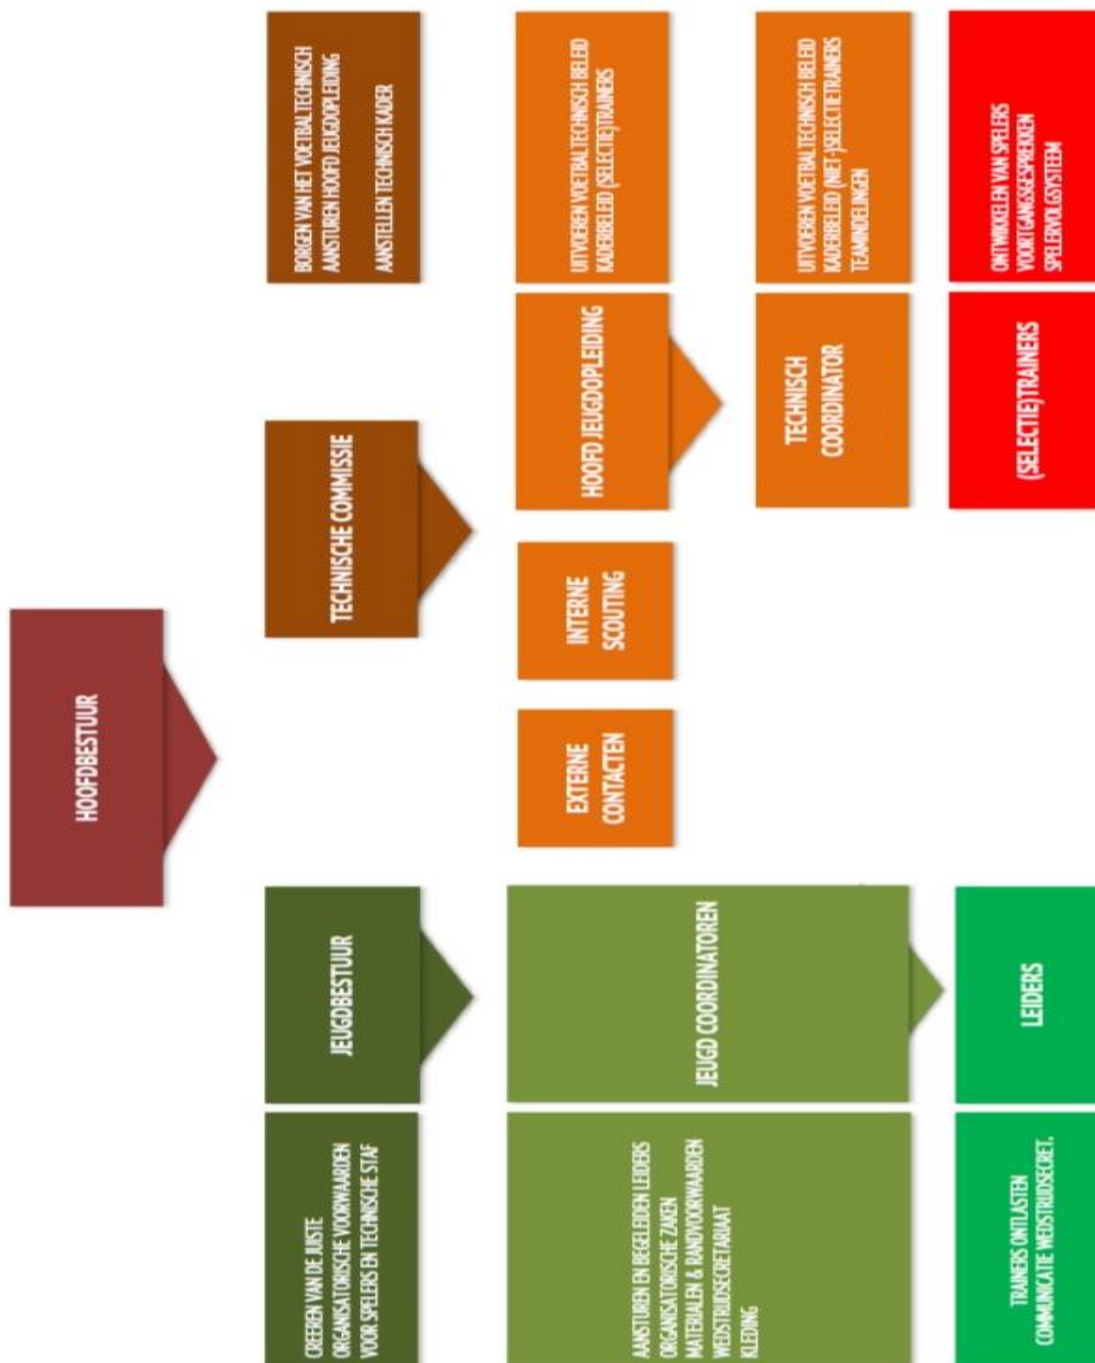 HOOFDBESTUUR
CREËREN VAN DE JUISTE
ORGANISATORISCHE VOORWAARDEN
VOOR SPELERS EN TECHNISCHE STAF
JEUGDBESTUUR
TECHNISCHE COMMISSIE
BORGEN VAN HET VOETBALTECHNISCH
AANSTUREN HOOFD JEUGDOPLEIDING
AANSTELLEN TECHNISCH KADER
AANSTUREN EN BEGELEIDEN LEIDERS
ORGANISATORISCHE ZAKEN
MATERIALEN & RANDVOORWAARDEN
WEDSTRIJDSECRETARIAAT
KLEDING
JEUGD COORDINATOREN
EXTERNE
CONTACTEN
INTERNE
SCOUTING
HOOFD JEUGDOPLEIDING
UITVOEREN VOETBALTECHNISCH BELEID
KADERBELEID (SELECTIE)TRAINERS
TECHNISCH
COORDINATOR
UITVOEREN VOETBALTECHNISCH BELEID
KADERBELEID (NIET-)SELECTIETRAINERS
TEAMINDELINGEN
TRAINERS ONTLASTEN
COMMUNICATIE WEDSTRIJDSECRET.
LEIDERS
(SELECTIE)TRAINERS
ONTWIKKELEN VAN SPELERS
VOORTGANGSGESPREKKEN
SPELERVOLGSYSTEEM